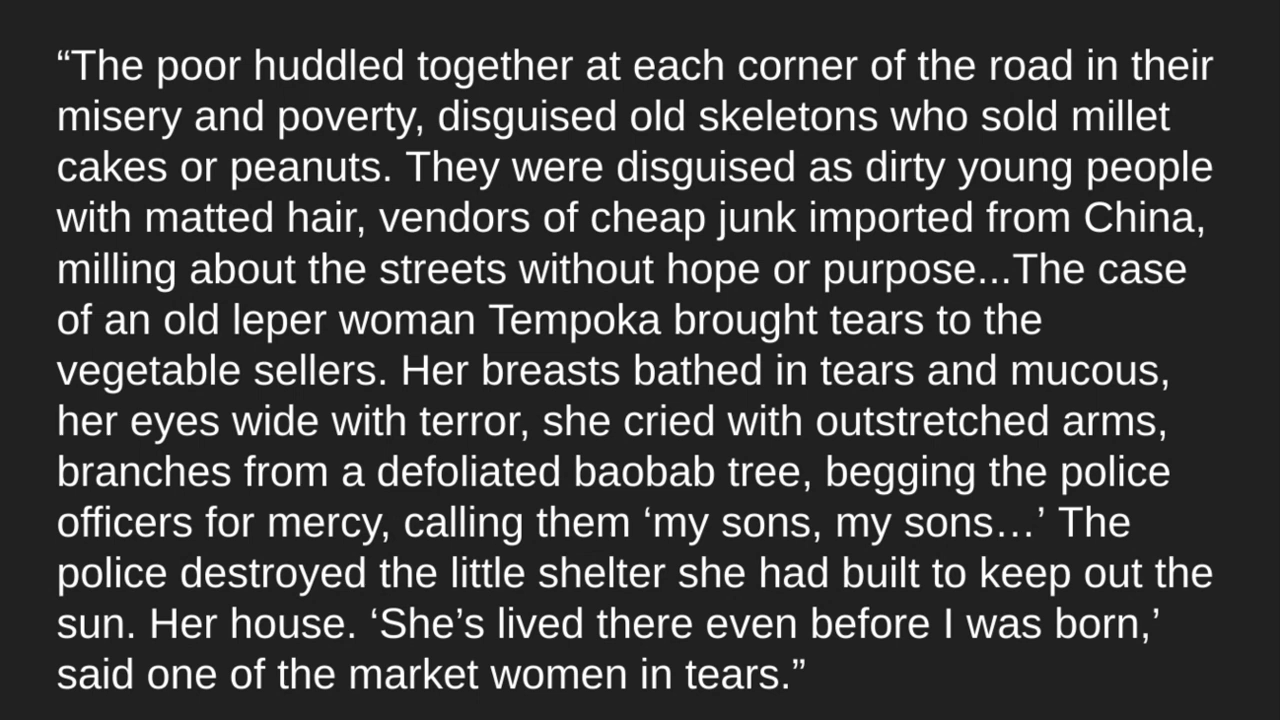 “The poor huddled together at each corner of the road in their
misery and poverty, disguised old skeletons who sold millet
cakes or peanuts. They were disguised as dirty young people
with matted hair, vendors of cheap junk imported from China,
milling about the streets without hope or purpose...The case
of an old leper woman Tempoka brought tears to the
vegetable sellers. Her breasts bathed in tears and mucous,
her eyes wide with terror, she cried with outstretched arms,
branches from a defoliated baobab tree, begging the police
officers for mercy, calling them ‘my sons, my sons…’ The
police destroyed the little shelter she had built to keep out the
sun. Her house. ‘She’s lived there even before I was born,’
said one of the market women in tears.”